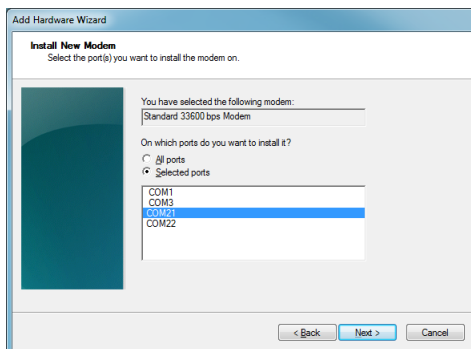 Add Hardware Wizard
Install New Modem
Select the port(s) you want to install the modem on.
You have selected the following modem:
Standard 33600 bps Modem
On which ports do you want to install it?
All ports
Selected ports
COM1
COM3
COM21
COM22
< Back Next > Cancel